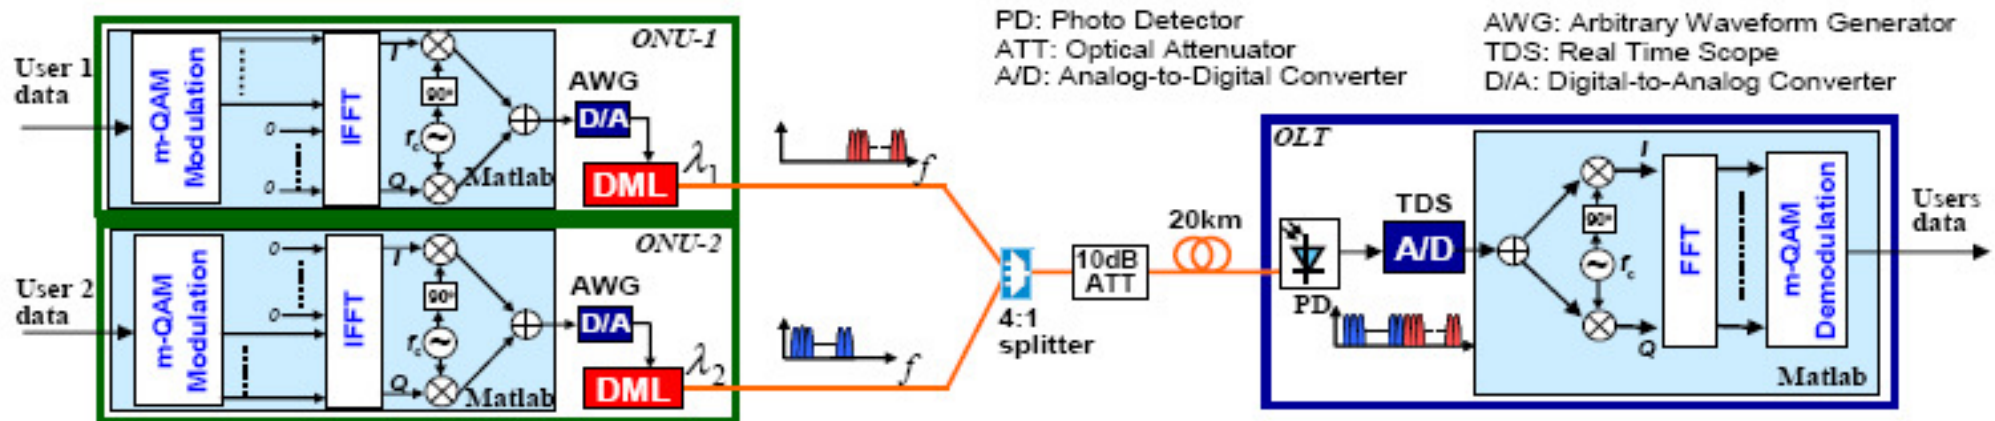 PD: Photo Detector
ATT: Optical Attenuator
A/D: Analog-to-Digital Converter
AWG: Arbitrary Waveform Generator
TDS: Real Time Scope
D/A: Digital-to-Analog Converter
User 1
data
m-QAM
Modulation
0
0
IFFT
I
Q
90°
fc
Matlab
ONU-1
AWG
D/A
DML
λ1
f
User 2
data
m-QAM
Modulation
0
0
IFFT
I
Q
90°
fc
Matlab
ONU-2
AWG
D/A
DML
λ2
f
4:1
splitter
10dB
ATT
20km
OLT
PD
TDS
A/D
I
90°
fc
Q
FFT
m-QAM
Demodulation
Matlab
Users
data